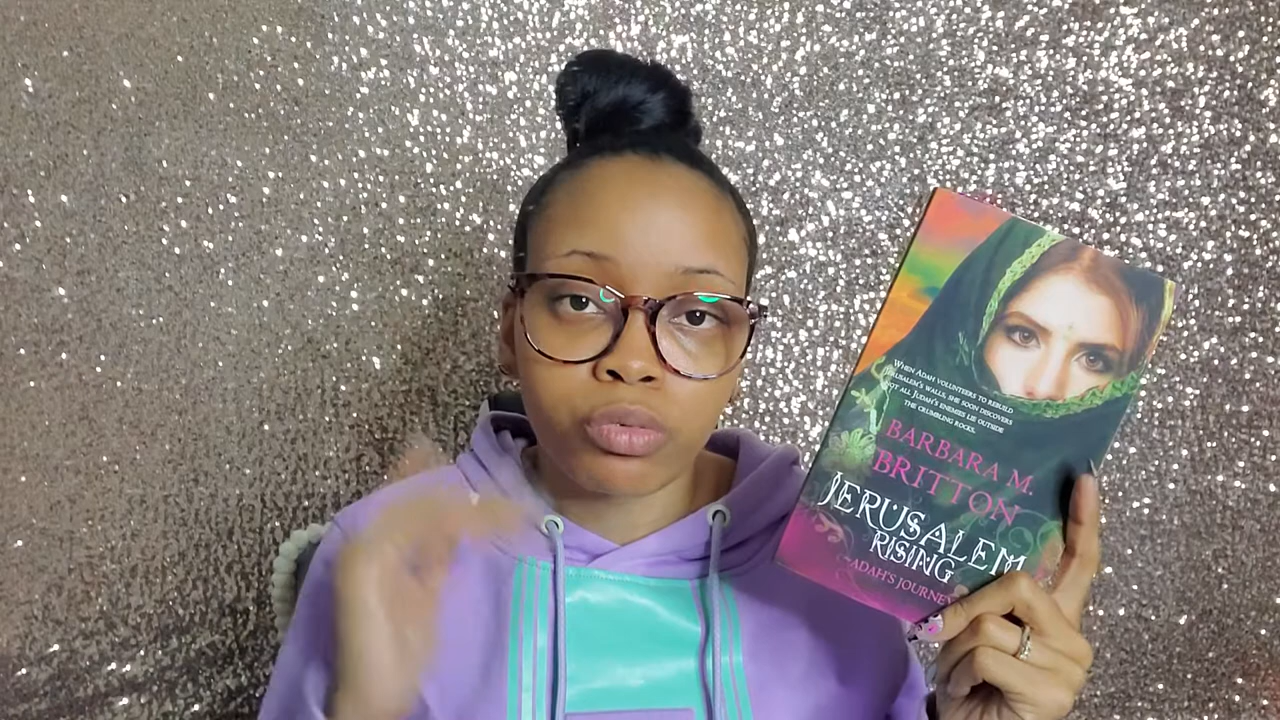 WHEN ADAH VOLUNTEERS TO REBUILD
JERUSALEM'S WALLS, SHE SOON DISCOVERS
NOT ALL JUDAH'S ENEMIES LIE OUTSIDE
THE CRUMBLING ROCKS.
BARBARA M.
BRITTON
JERUSALEM
RISING
ADAH'S JOURNEY